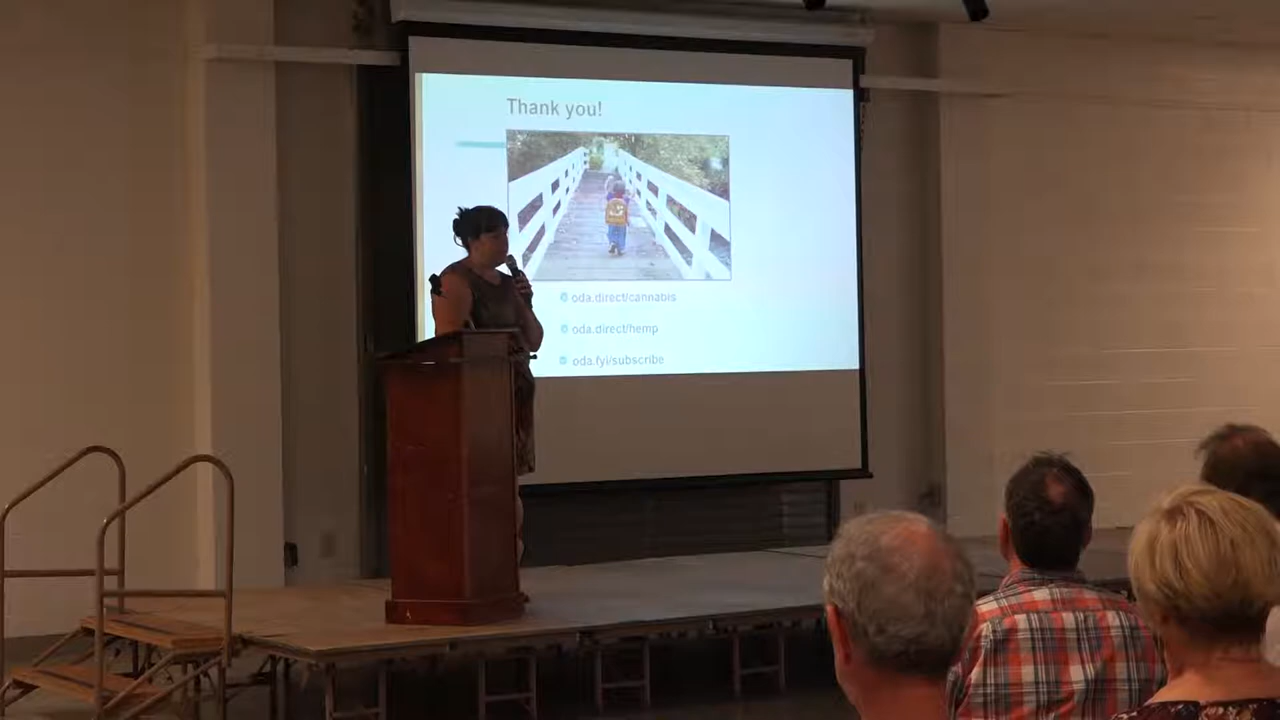 Thank you!
oda.direct/cannabis
oda.direct/hemp
oda.fyi/subscribe